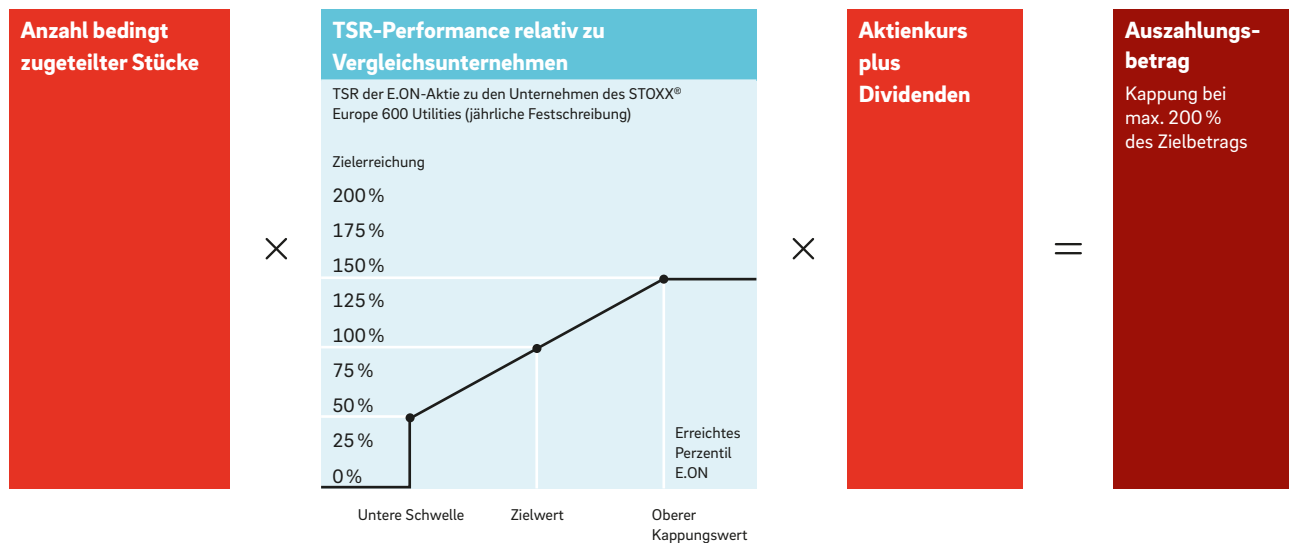 Anzahl bedingt
zugeteilter Stücke
×
TSR-Performance relativ zu
Vergleichsunternehmen
TSR der E.ON-Aktie zu den Unternehmen des STOXX®
Europe 600 Utilities (jährliche Festschreibung)
Zielerreichung
200 %
175 %
150 %
125 %
100 %
75 %
50 %
25 %
0 %
Erreichtes
Perzentil
E.ON
Untere Schwelle
Zielwert
Oberer
Kappungswert
×
Aktienkurs
plus
Dividenden
=
Auszahlungs-
betrag
Kappung bei
max. 200 %
des Zielbetrags